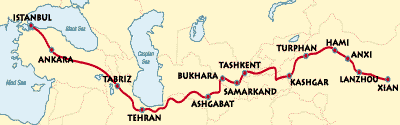 ISTANBUL
Black Sea
ANKARA
Med Sea
TABRIZ
Caspian
Sea
TEHRAN
ASHGABAT
BUKHARA
TASHKENT
SAMARKAND
KASHGAR
TURPHAN
HAMI
ANXI
LANZHOU
XIAN